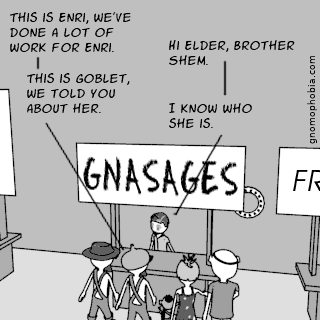 THIS IS ENRI, WE'VE
DONE A LOT OF
WORK FOR ENRI.
THIS IS GOBLET,
WE TOLD YOU
ABOUT HER.
HI ELDER, BROTHER
SHEM.
I KNOW WHO
SHE IS.
GNASAGES
FR
gnomophobia.com